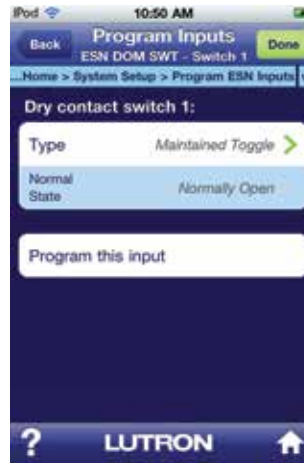 iPod 10:50 AM
Back Program Inputs Done
ESN DOM SWT - Switch 1
...Home > System Setup > Program ESN Inputs
Dry contact switch 1:
Type Maintained Toggle >
Normal State Normally Open
Program this input
? LUTRON